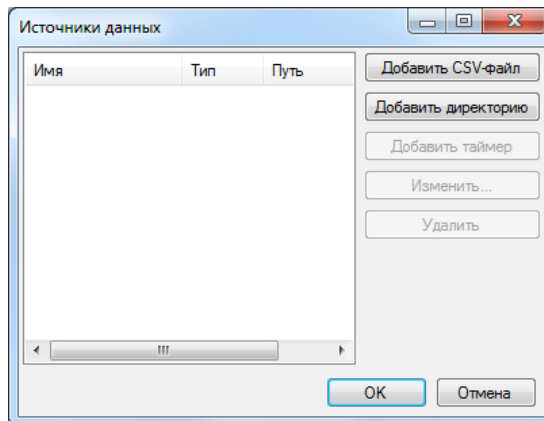 Источники данных
Имя Тип Путь
Добавить CSV-файл
Добавить директорию
Добавить таймер
Изменить...
Удалить
OK Отмена